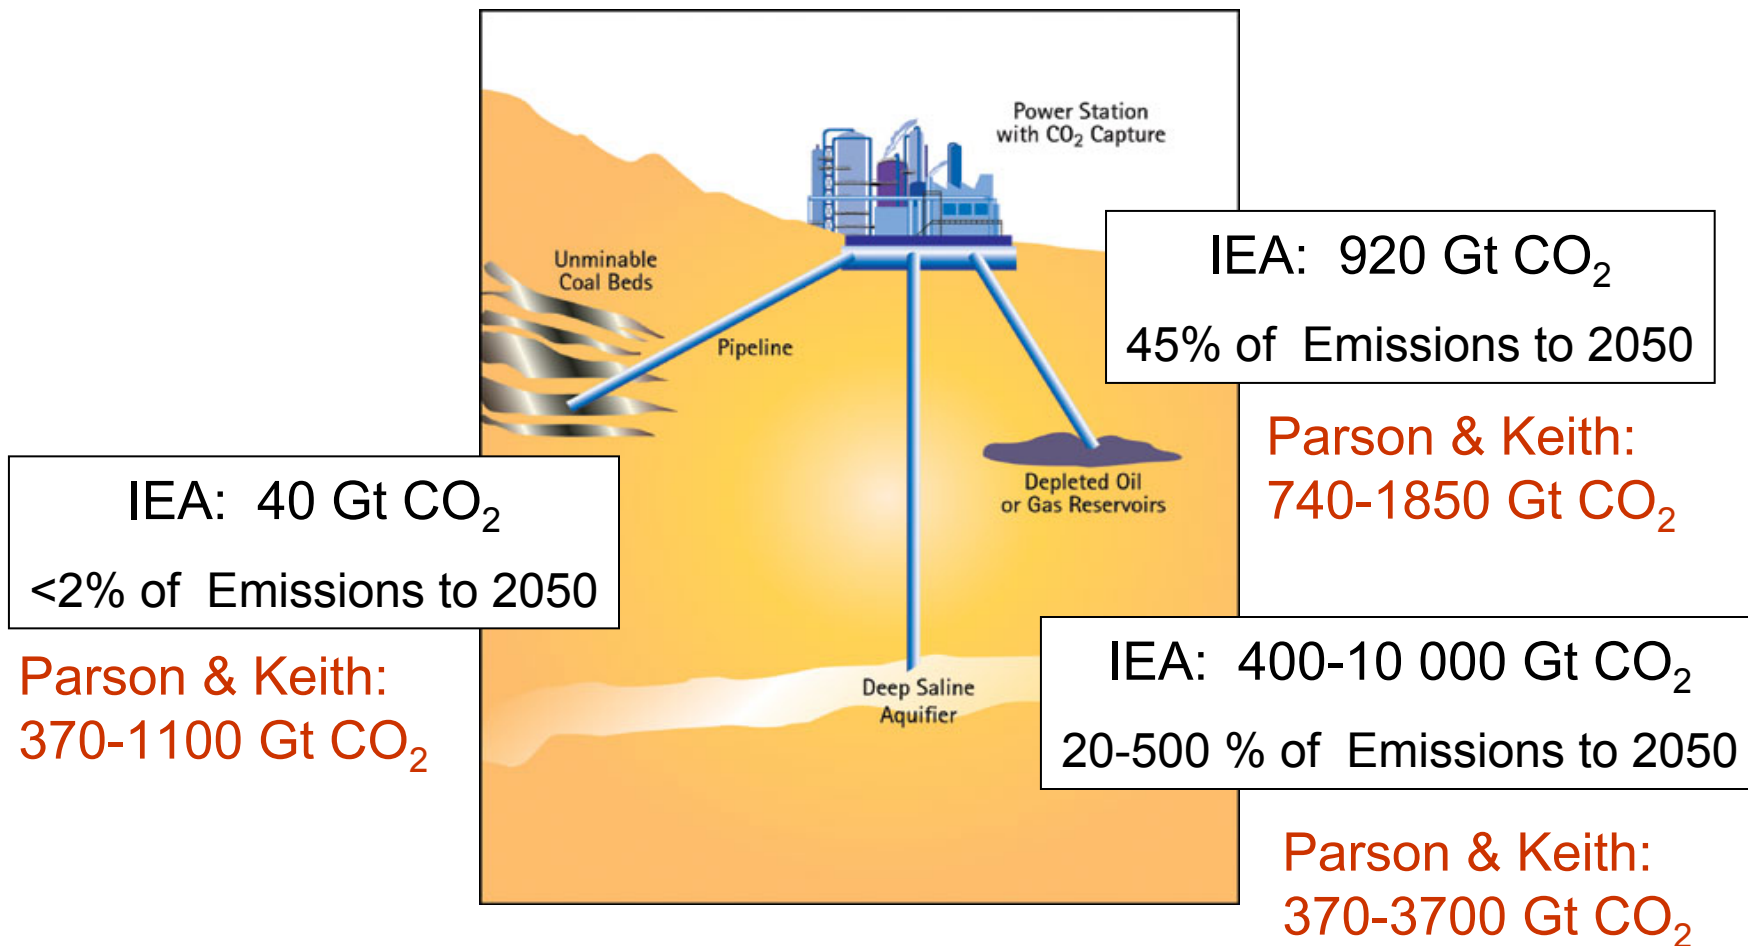 Power Station
with CO₂ Capture
IEA: 920 Gt CO₂
45% of Emissions to 2050
Parson & Keith:
740-1850 Gt CO₂
Unminable
Coal Beds
Pipeline
Depleted Oil
or Gas Reservoirs
IEA: 40 Gt CO₂
<2% of Emissions to 2050
Parson & Keith:
370-1100 Gt CO₂
Deep Saline
Aquifier
IEA: 400-10 000 Gt CO₂
20-500 % of Emissions to 2050
Parson & Keith:
370-3700 Gt CO₂